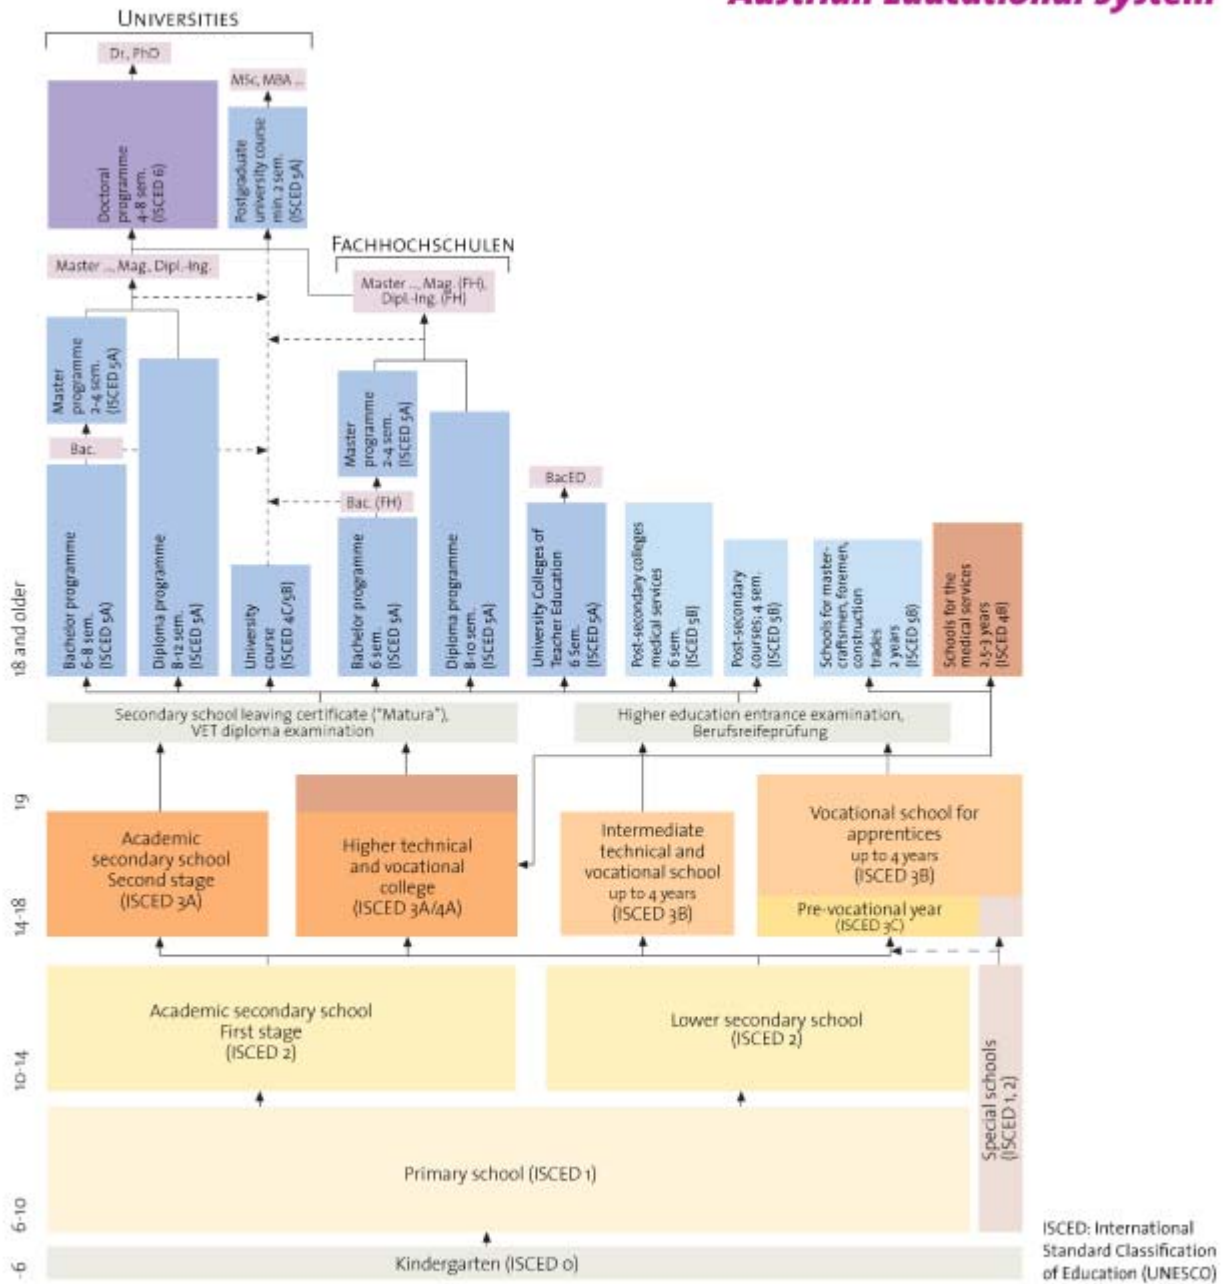 Austrian Educational System
UNIVERSITIES
Dr., PhD
MSc, MBA ...
Doctoral
programme
4-8 sem.
(ISCED 6)
Postgraduate
university course
min. 2 sem.
(ISCED 5A)
FACHHOCHSCHULEN
Master ..., Mag., Dipl.-Ing.
Master ..., Mag. (FH),
Dipl.-Ing. (FH)
Master
programme
2-4 sem.
(ISCED 5A)
Master
programme
2-4 sem.
(ISCED 5A)
Bac.
Bac. (FH)
BacED
18 and older
Bachelor programme
6-8 sem.
(ISCED 5A)
Diploma programme
8-12 sem.
(ISCED 5A)
University
course
(ISCED 4C/5B)
Bachelor programme
6 sem.
(ISCED 5A)
Diploma programme
8-10 sem.
(ISCED 5A)
University Colleges of
Teacher Education
6 Sem.
(ISCED 5A)
Post-secondary colleges
medical services
6 sem.
(ISCED 5B)
Post-secondary
courses; 4 sem.
(ISCED 5B)
Schools for master-
craftsmen, foremen,
construction
trades
2 years
(ISCED 5B)
Schools for the
medical services
2,5-3 years
(ISCED 4B)
Secondary school leaving certificate ("Matura"),
VET diploma examination
Higher education entrance examination,
Berufsreifeprüfung
19
14-18
Academic
secondary school
Second stage
(ISCED 3A)
Higher technical
and vocational
college
(ISCED 3A/4A)
Intermediate
technical and
vocational school
up to 4 years
(ISCED 3B)
Vocational school for
apprentices
up to 4 years
(ISCED 3B)
Pre-vocational year
(ISCED 3C)
10-14
Academic secondary school
First stage
(ISCED 2)
Lower secondary school
(ISCED 2)
Special schools
(ISCED 1, 2)
6-10
Primary school (ISCED 1)
-6
Kindergarten (ISCED 0)
ISCED: International
Standard Classification
of Education (UNESCO)